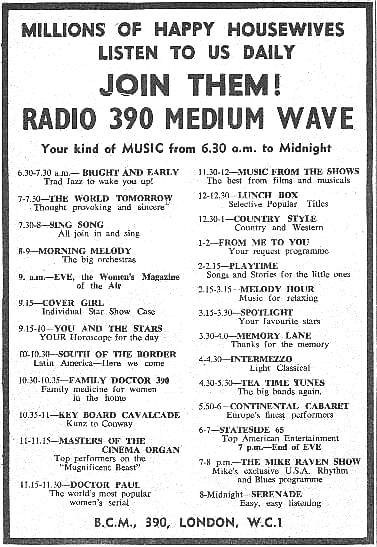 MILLIONS OF HAPPY HOUSEWIVES
LISTEN TO US DAILY
JOIN THEM!
RADIO 390 MEDIUM WAVE
Your kind of MUSIC from 6.30 a.m. to Midnight
6.30-7.30 a.m.— BRIGHT AND EARLY
Trad Jazz to wake you up!
7-7.30—THE WORLD TOMORROW
Thought provoking and sincere
7.30-8—SING SONG
All join in and sing
8-9—MORNING MELODY
The big orchestras
9. a.m.—EVE, the Women's Magazine
of the Air
9.15—COVER GIRL
Individual Star Show Case
9.15-10—YOU AND THE STARS
YOUR Horoscope for the day
10-10.30—SOUTH OF THE BORDER
Latin America—Here we come
10.30-10.35—FAMILY DOCTOR 390
Family medicine for women
in the home
10.35-11—KEY BOARD CAVALCADE
Kunz to Conway
11-11.15—MASTERS OF THE
CINEMA ORGAN
Top performers on the
"Magnificent Beast"
11.15-11.30—DOCTOR PAUL
The world's most popular
women's serial
11.30-12—MUSIC FROM THE SHOWS
The best from films and musicals
12-12.30—LUNCH BOX
Selective Popular Titles
12.30-1—COUNTRY STYLE
Country and Western
1-2—FROM ME TO YOU
Your request programme
2-2.15—PLAYTIME
Songs and Stories for the little ones
2.15-3.15—MELODY HOUR
Music for relaxing
3.15-3.30—SPOTLIGHT
Your favourite stars
3.30-4.0—MEMORY LANE
Thanks for the memory
4-4.30—INTERMEZZO
Light Classical
4.30-5.30—TEA TIME TUNES
The big bands again.
5.50-6—CONTINENTAL CABARET
Europe's finest performers
6-7—STATESIDE 65
Top American Entertainment
7 p.m.—End of EVE
7-8 p.m.—THE MIKE RAVEN SHOW
Mike's exclusive U.S.A. Rhythm
and Blues programme
8-Midnight—SERENADE
Easy, easy listening
B.C.M., 390, LONDON, W.C.1